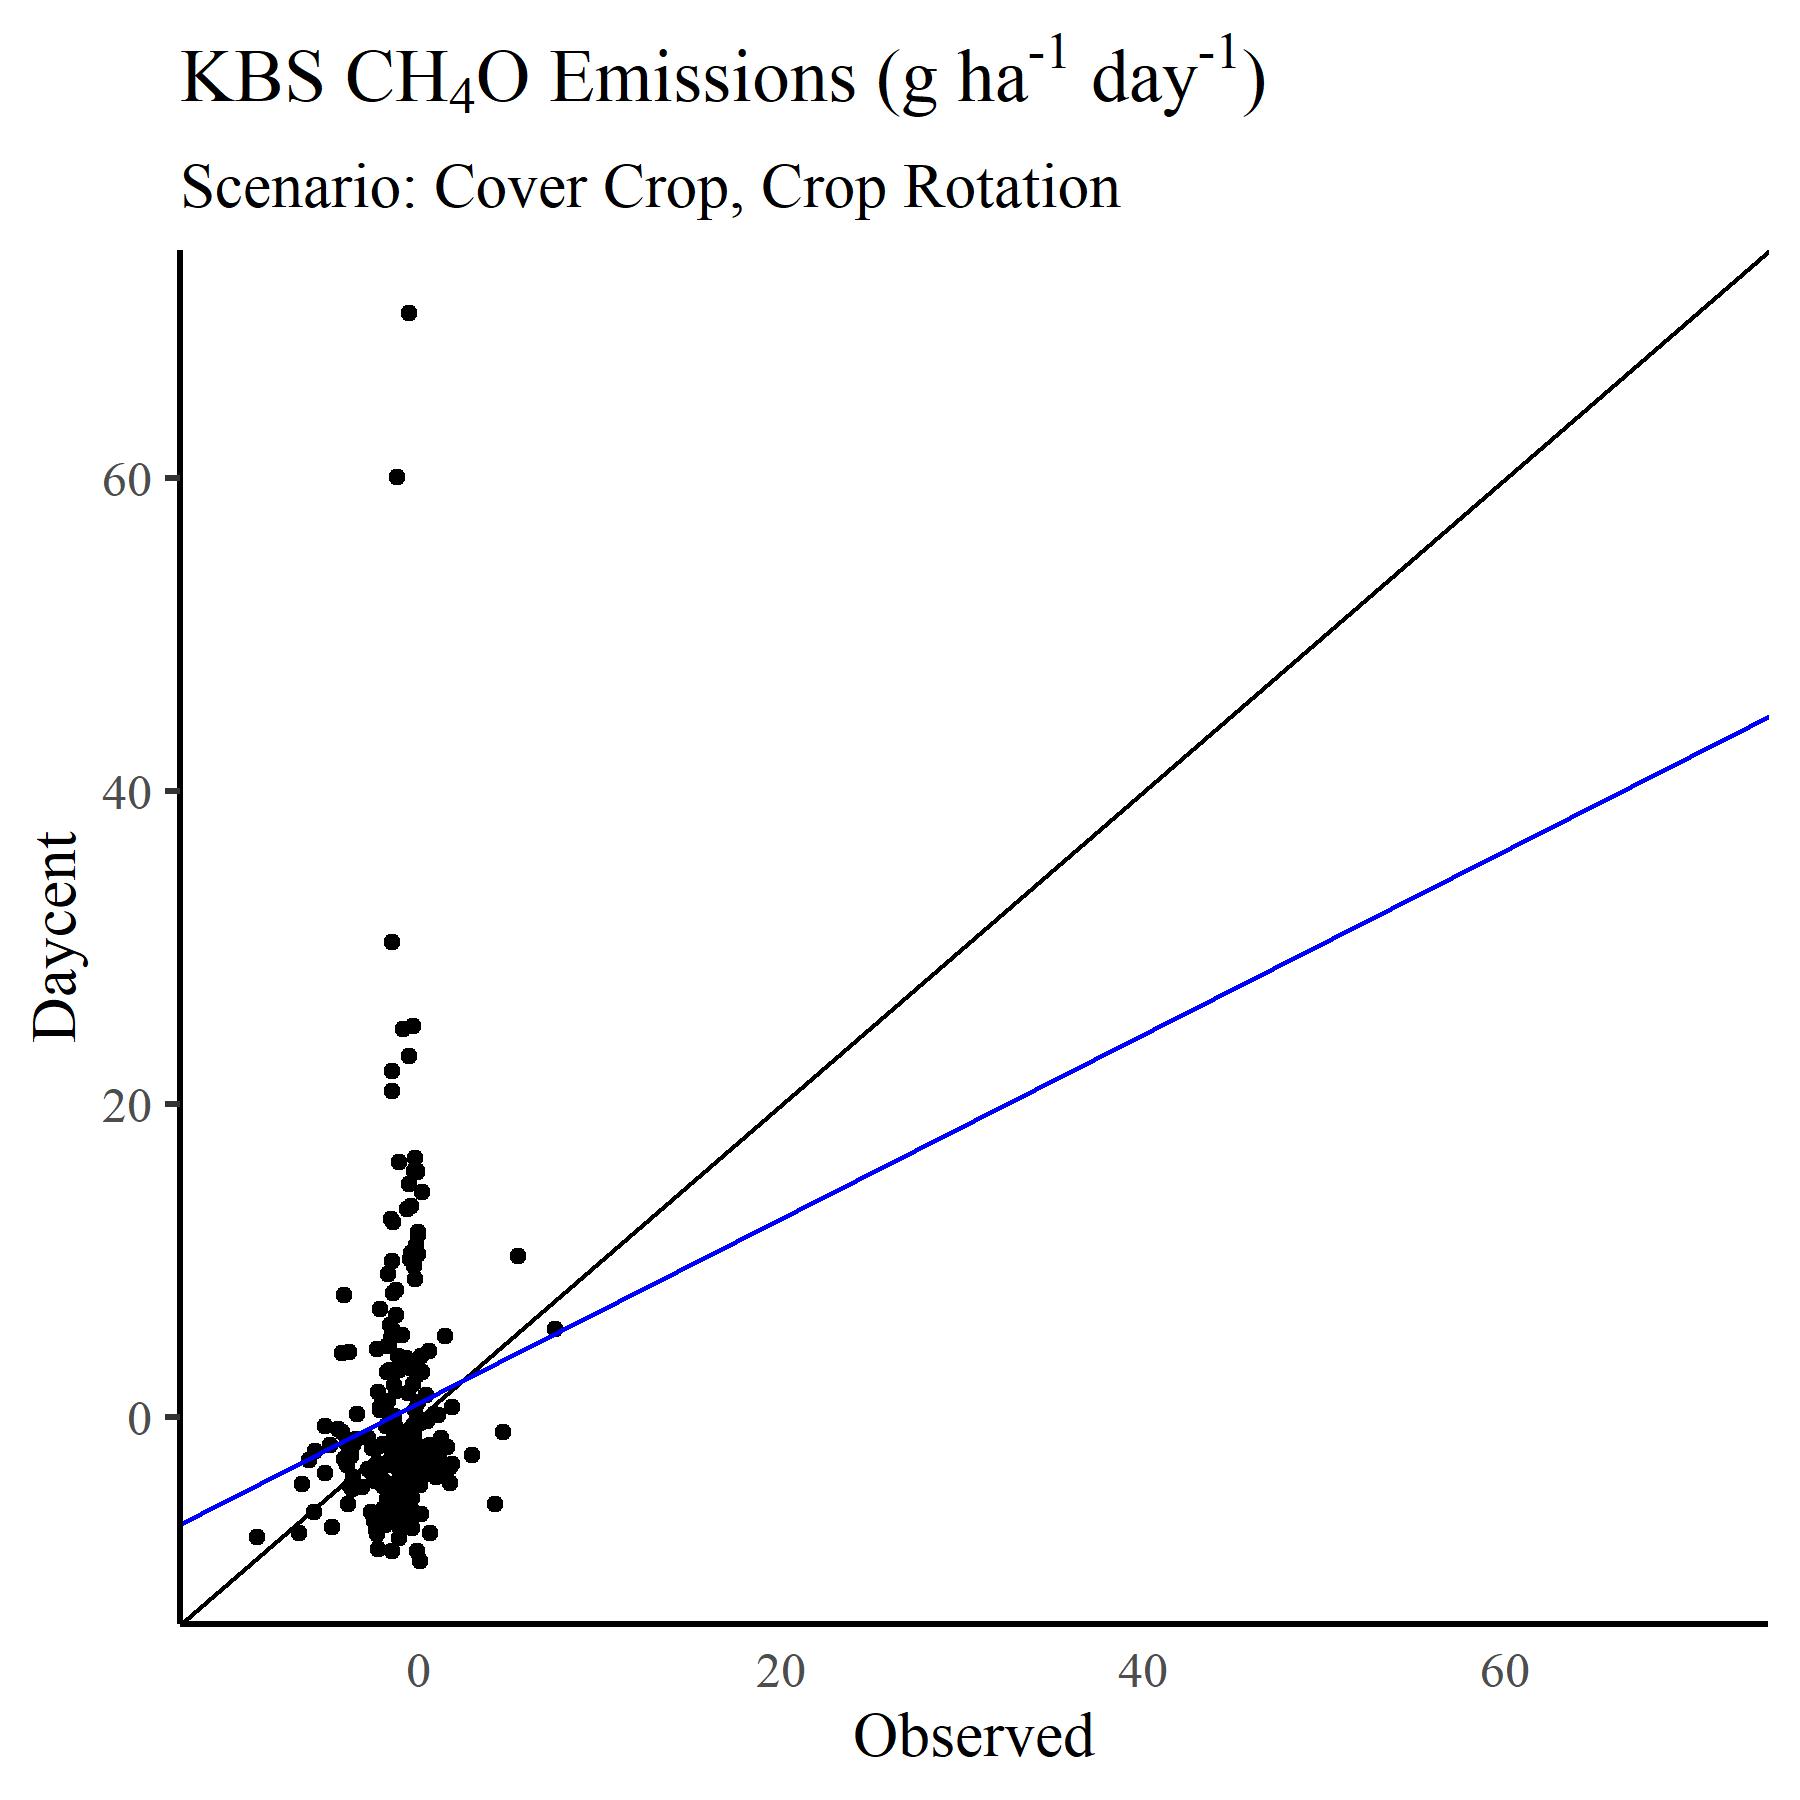 KBS CH₄O Emissions (g ha⁻¹ day⁻¹)
Scenario: Cover Crop, Crop Rotation
60
40
20
0
Daycent
0 20 40 60
Observed